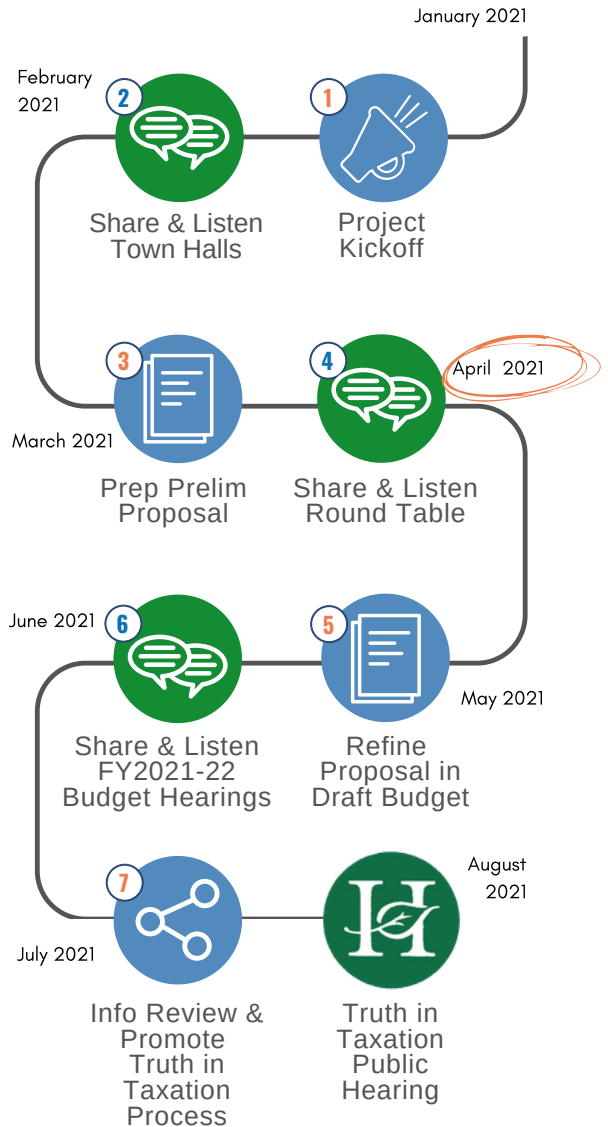 January 2021
1
Project
Kickoff
February
2021
2
Share & Listen
Town Halls
March 2021
3
Prep Prelim
Proposal
April 2021
4
Share & Listen
Round Table
May 2021
5
Refine
Proposal in
Draft Budget
June 2021
6
Share & Listen
FY2021-22
Budget Hearings
July 2021
7
Info Review &
Promote
Truth in
Taxation
Process
August
2021
H
Truth in
Taxation
Public
Hearing